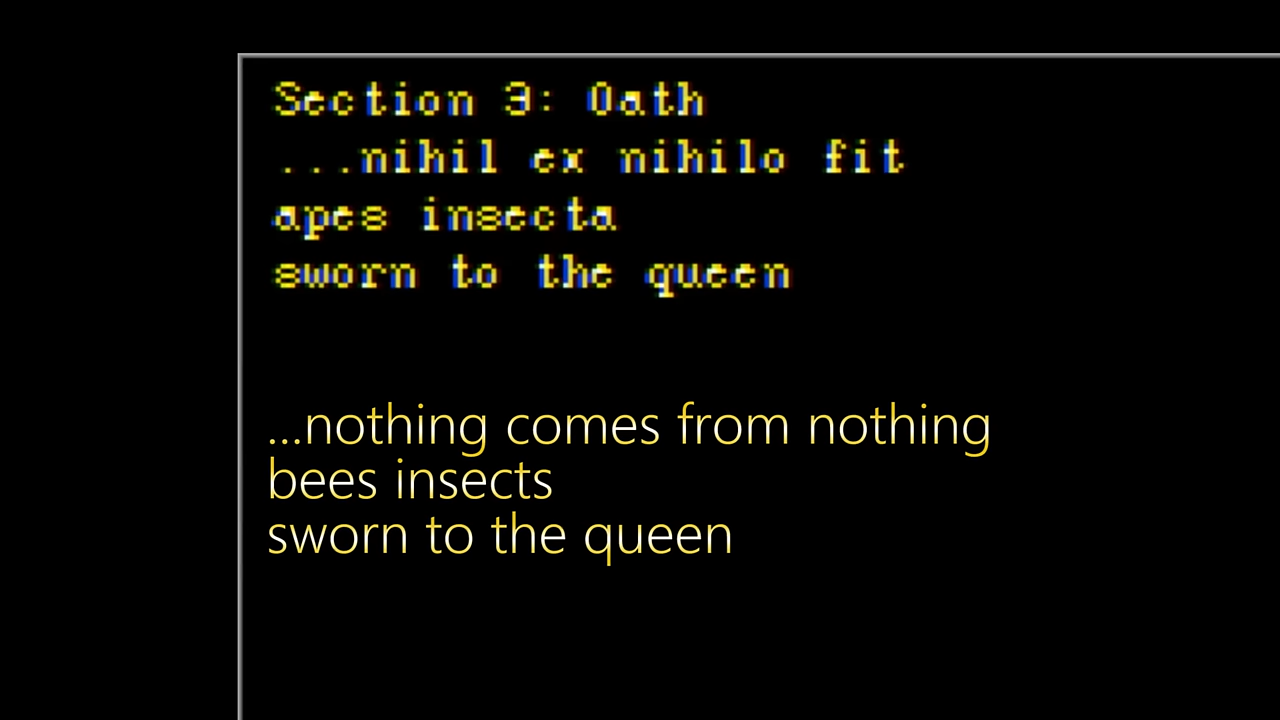 Section 3: Oath
...nihil ex nihilo fit
apes insecta
sworn to the queen
...nothing comes from nothing
bees insects
sworn to the queen